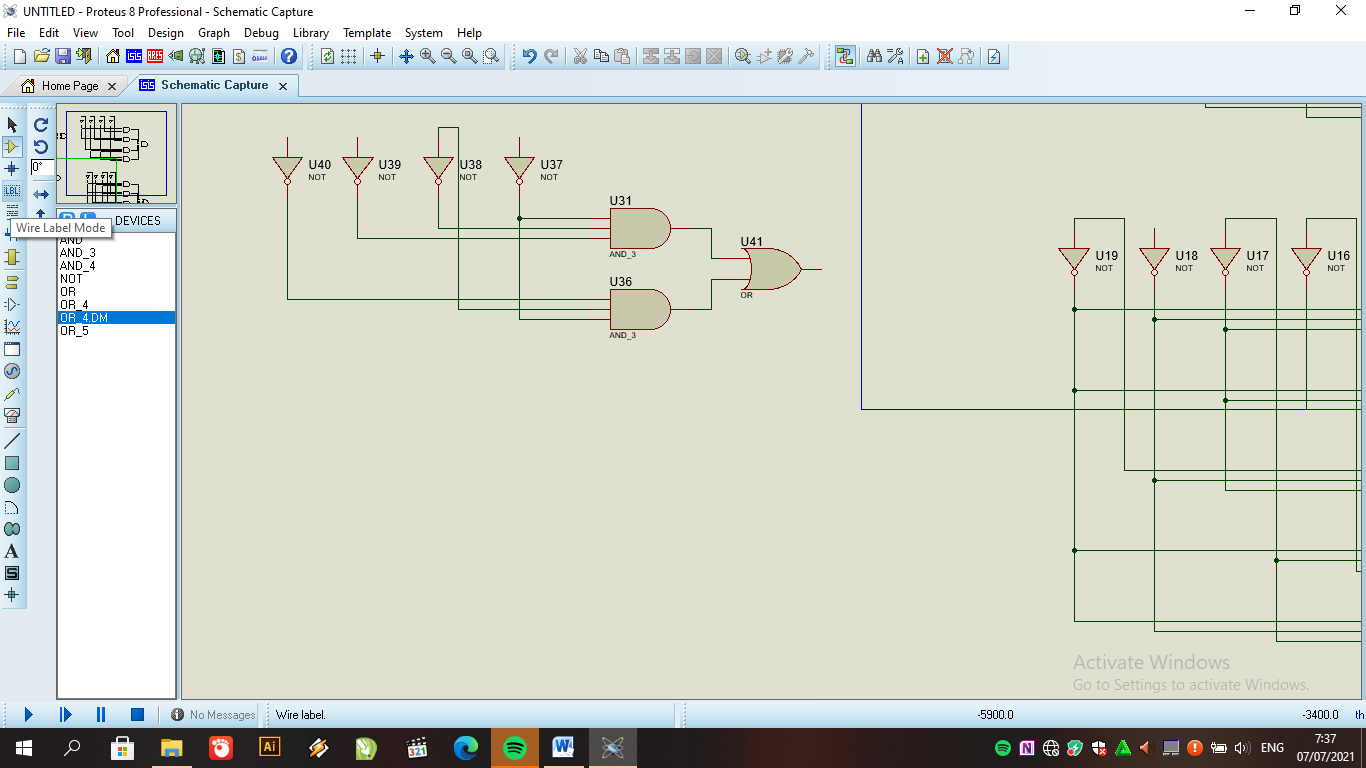 UNTITLED - Proteus 8 Professional - Schematic Capture
File Edit View Tool Design Graph Debug Library Template System Help
Home Page
Schematic Capture
0°
LBL
DEVICES
Wire Label Mode
AND
AND_3
AND_4
NOT
OR
OR_4
OR_4.DM
OR_5
U40
NOT
U39
NOT
U38
NOT
U37
NOT
U31
AND_3
U41
OR
U36
AND_3
U19
NOT
U18
NOT
U17
NOT
U16
NOT
A
S
Activate Windows
Go to Settings to activate Windows.
No Messages
Wire label.
-5900.0
-3400.0
th
Ai
321
W
N
ENG
7:37
07/07/2021